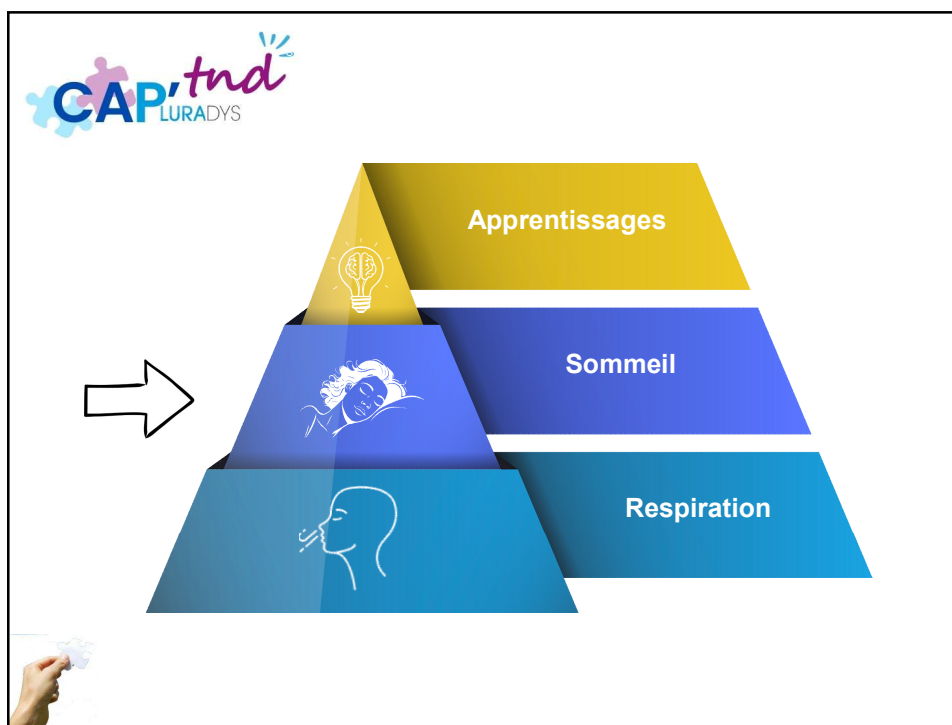 CAP'tnd
PLURADYS
Apprentissages
Sommeil
Respiration